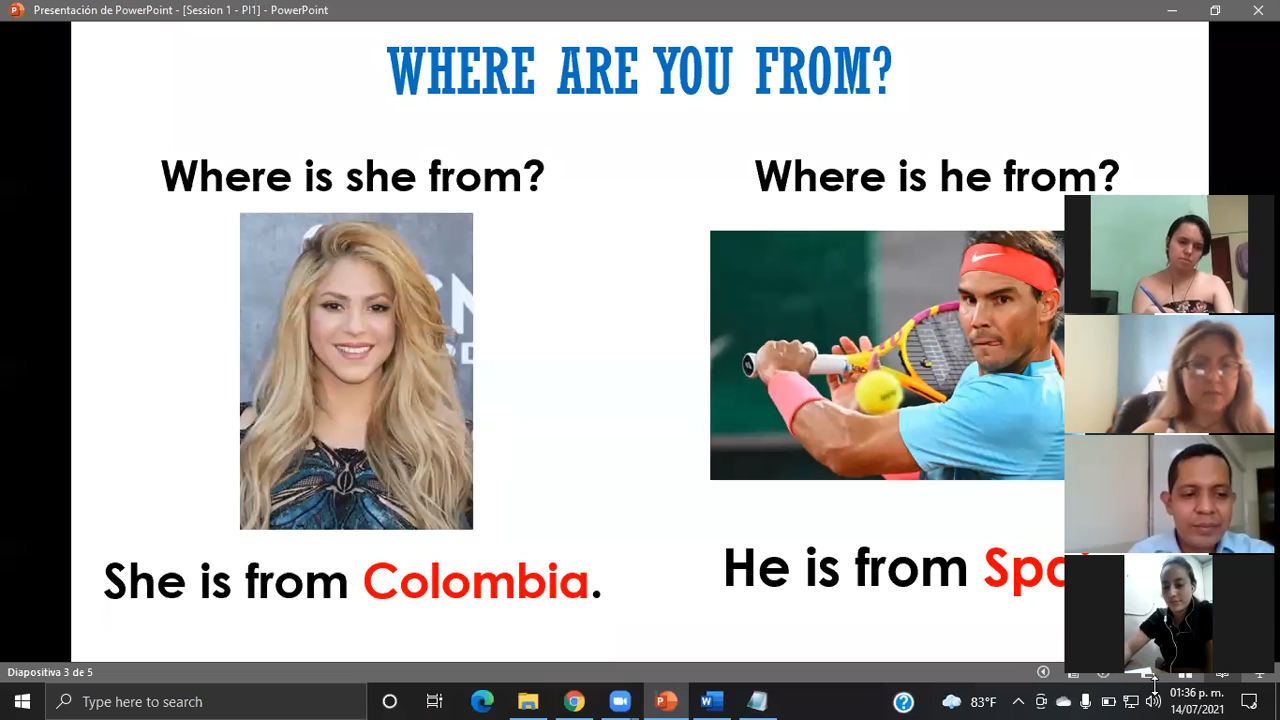 Presentación de PowerPoint - [Session 1 - PI1] - PowerPoint
WHERE ARE YOU FROM?
Where is she from?
Where is he from?
She is from Colombia.
He is from
Diapositiva 3 de 5
Type here to search
83°F
01:36 p. m.
14/07/2021